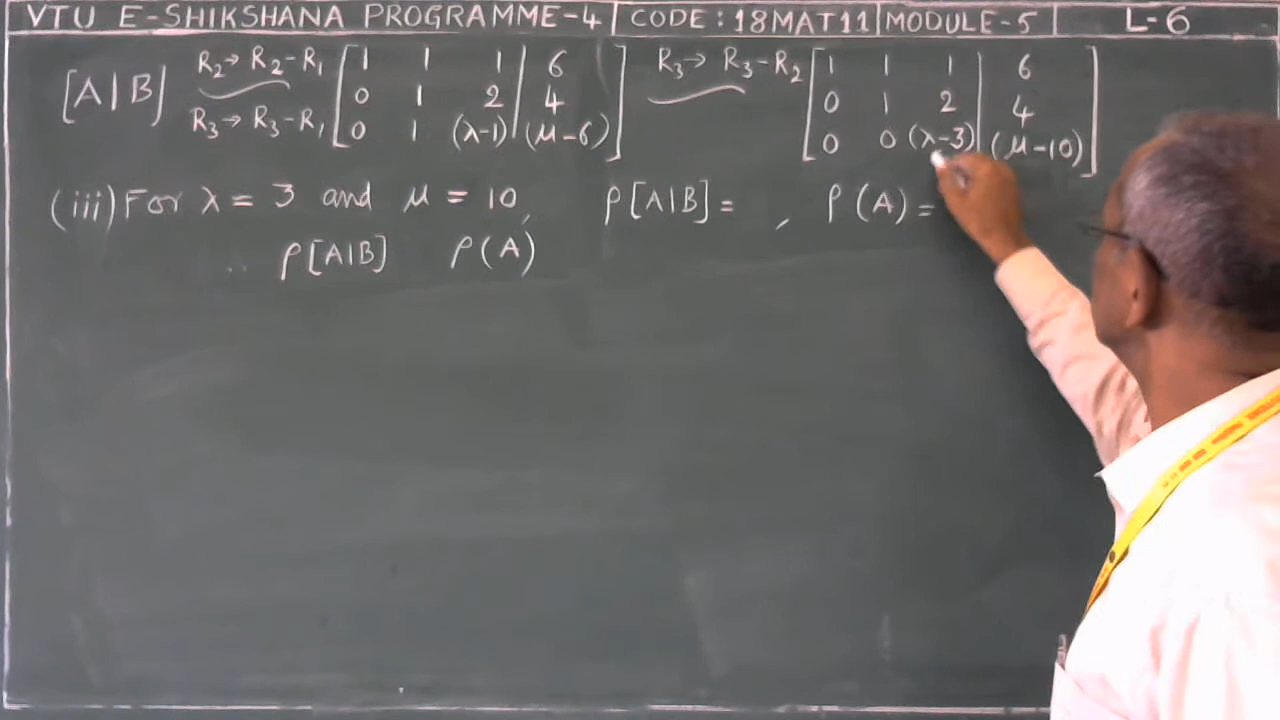 VTU E-SHIKSHANA PROGRAMME-4 CODE: 18MAT11 MODULE-5 L-6
[A|B] R₂→R₂-R₁ R₃→R₃-R₁ [1 1 1 | 6
0 1 2 | 4
0 1 (λ-1) | (μ-6)] R₃→R₃-R₂ [1 1 1 | 6
0 1 2 | 4
0 0 (λ-3) | (μ-10)]
(iii) For λ = 3 and μ = 10, ρ[A|B] = , ρ(A) =
ρ[A|B] ρ(A)